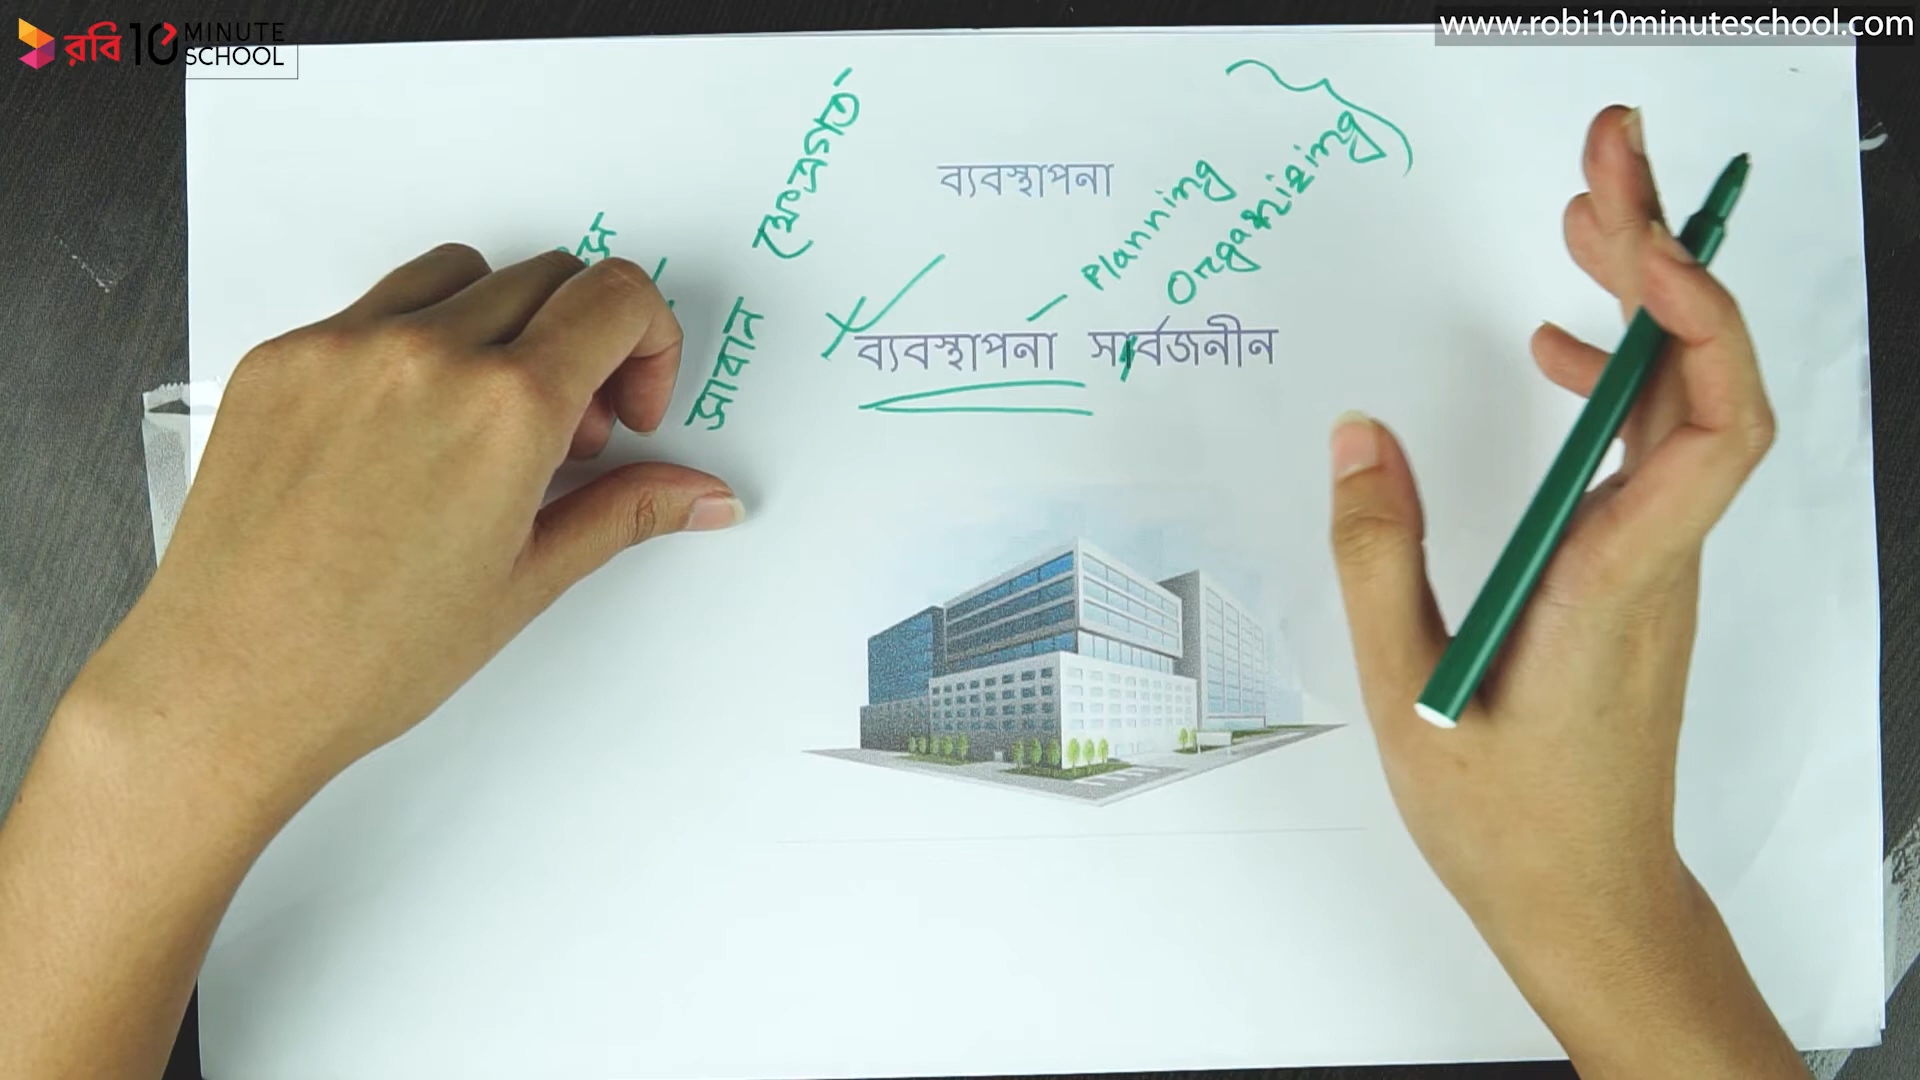 রবি 10 MINUTE SCHOOL
www.robi10minuteschool.com
ব্যবস্থাপনা
Planning
Organizing
ব্যবস্থাপনা সার্বজনীন
ক্ষেত্রগত
সাবান